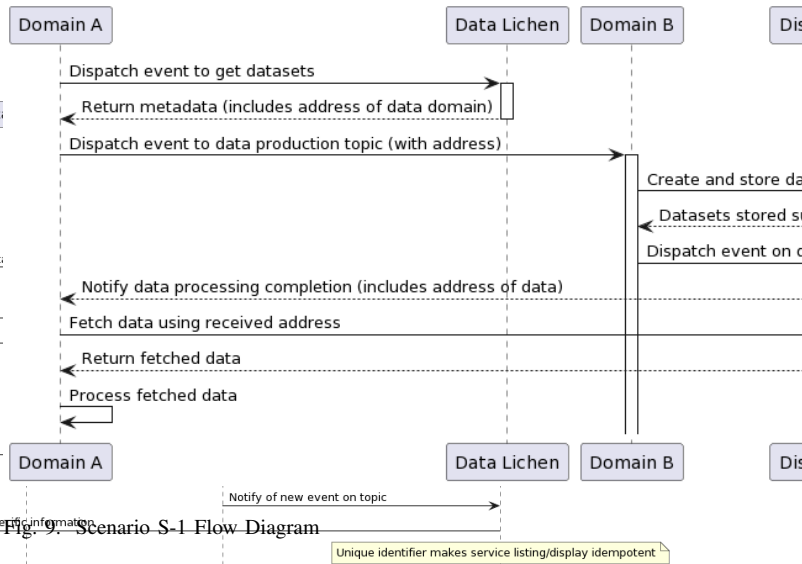 Domain A Data Lichen Domain B Dis
Dispatch event to get datasets
Return metadata (includes address of data domain)
Dispatch event to data production topic (with address)
Create and store da
Datasets stored su
Dispatch event on d
Notify data processing completion (includes address of data)
Fetch data using received address
Return fetched data
Process fetched data
Domain A Data Lichen Domain B Dis
Notify of new event on topic
ecific information
Fig. 9. Scenario S-1 Flow Diagram
Unique identifier makes service listing/display idempotent